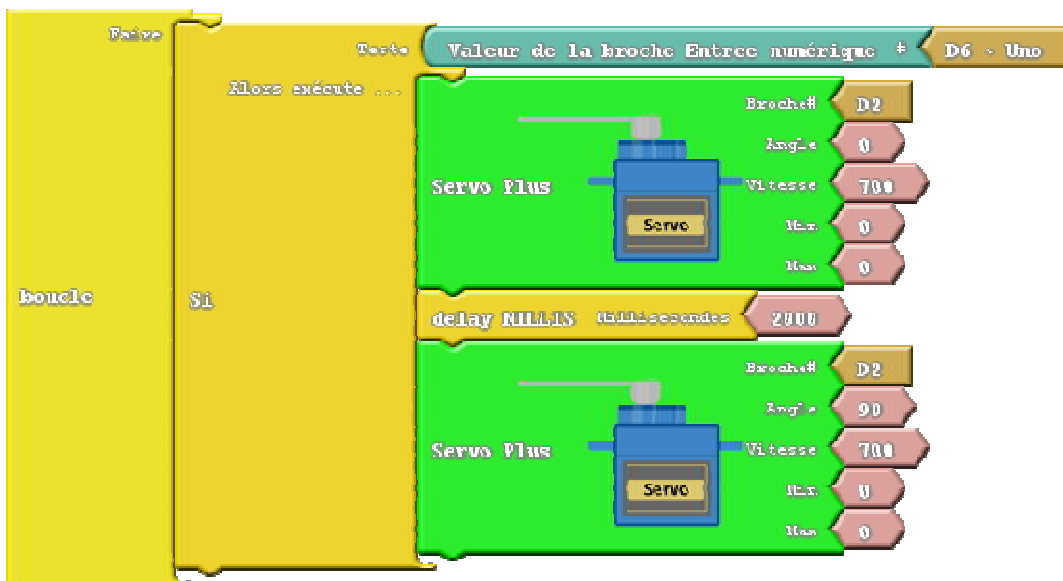 Faire
Teste
Valeur de la broche Entree numérique #
D6 - Uno
Alors exécute ...
Broche#
D2
Angle
0
Servo Plus
Vitesse
700
Servo
Min
0
Max
0
boucle
Si
delay MILLIS
Millisecondes
2000
Broche#
D2
Angle
90
Servo Plus
Vitesse
700
Servo
Min
0
Max
0